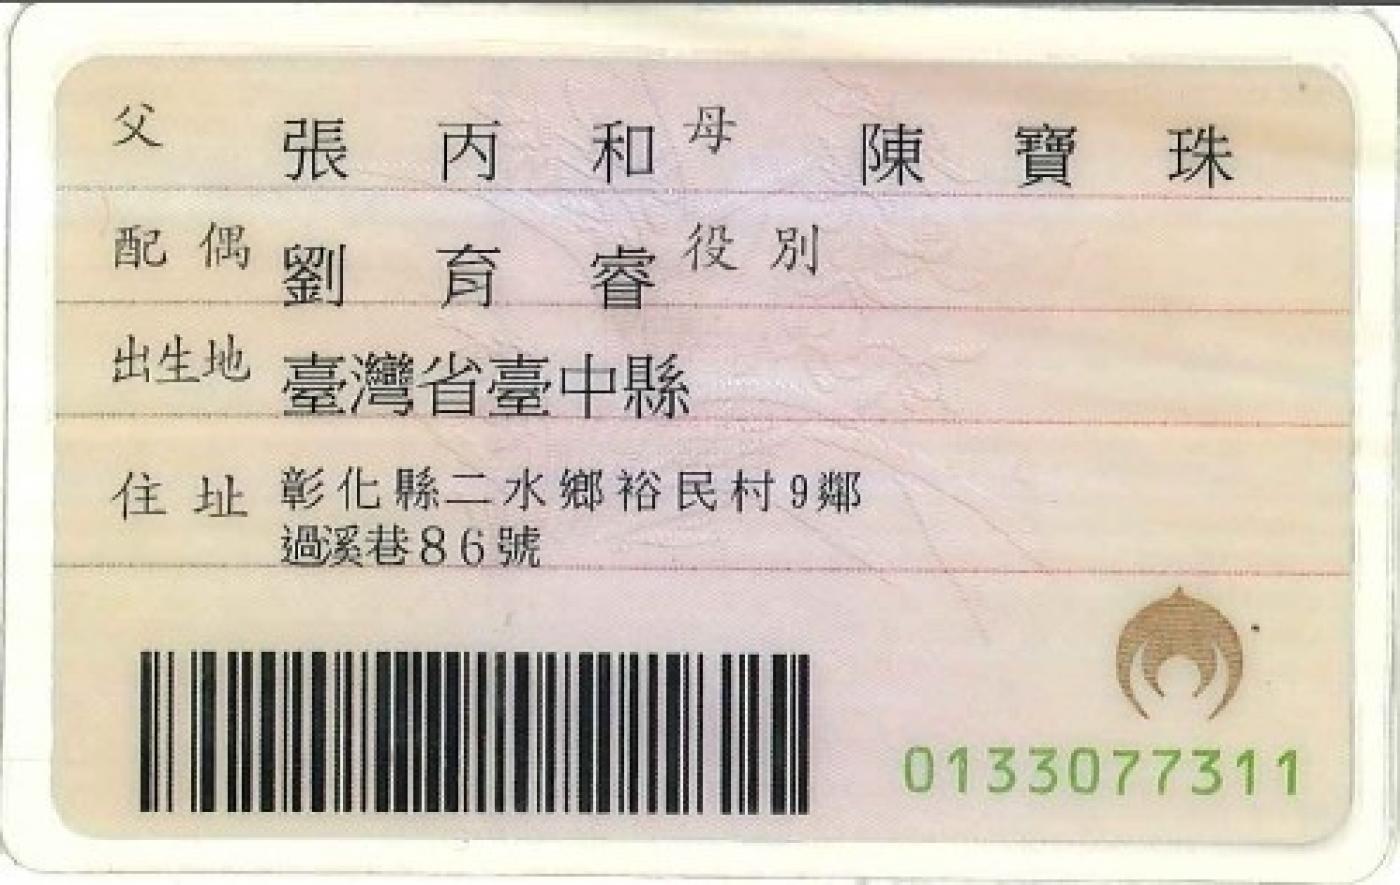 父 張丙和 母 陳寶珠
配偶 劉育睿 役別
出生地 臺灣省臺中縣
住址 彰化縣二水鄉裕民村9鄰
過溪巷86號
0133077311